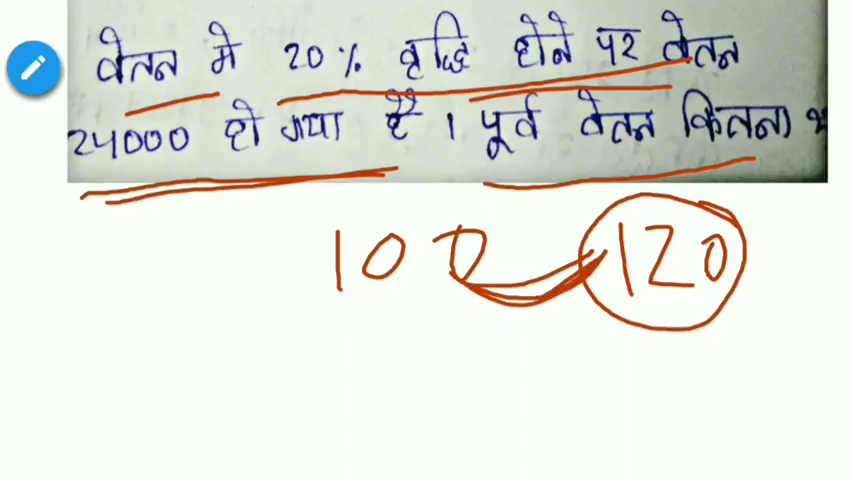 वेतन मे 20% वृद्धि होने पर वेतन
24000 हो गया है । पूर्व वेतन कितना
100 120